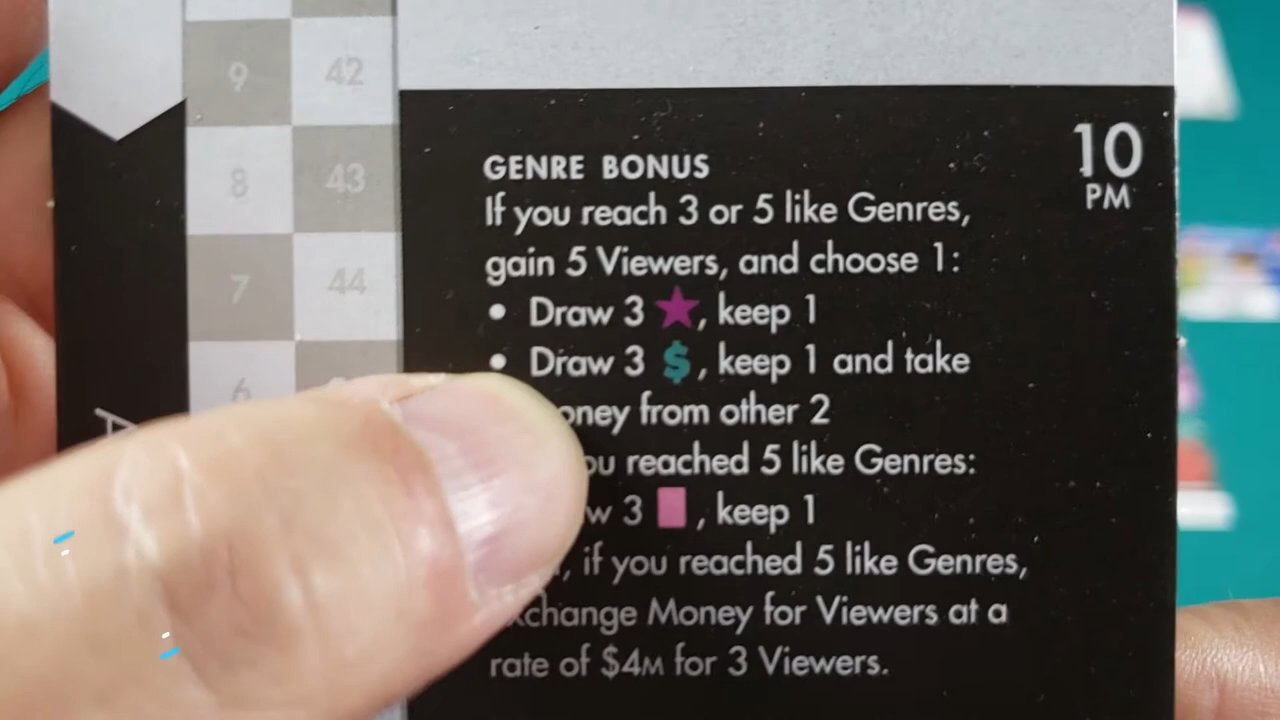 9 42
8 43
7 44
6
10
PM
GENRE BONUS
If you reach 3 or 5 like Genres,
gain 5 Viewers, and choose 1:
• Draw 3 ★, keep 1
• Draw 3 $, keep 1 and take
oney from other 2
ou reached 5 like Genres:
w 3 , keep 1
, if you reached 5 like Genres,
xchange Money for Viewers at a
rate of $4M for 3 Viewers.